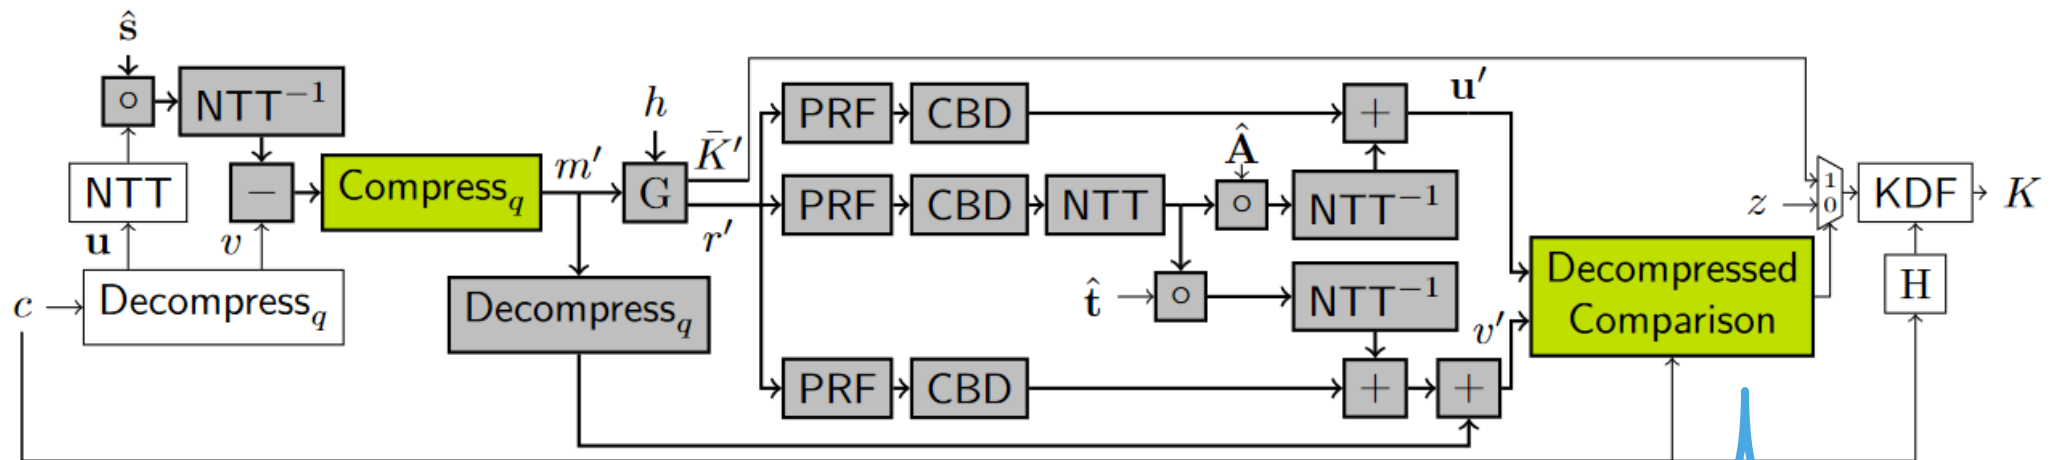 ŝ
∘
NTT⁻¹
NTT
−
u
v
c
Decompress_q
Compress_q
m′
h
G
K̄′
r′
Decompress_q
PRF
CBD
+
u′
PRF
CBD
NTT
Â
∘
NTT⁻¹
t̂
∘
NTT⁻¹
PRF
CBD
+
+
v′
Decompressed
Comparison
z
1
0
KDF
K
H